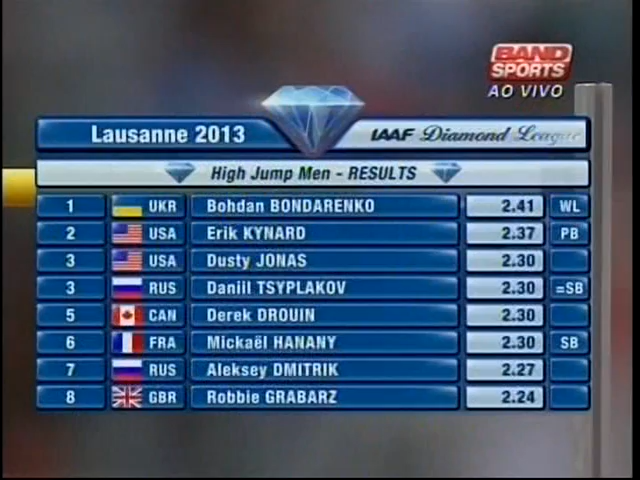 BAND
SPORTS
AO VIVO
Lausanne 2013 IAAF Diamond League
High Jump Men - RESULTS
1 UKR Bohdan BONDARENKO 2.41 WL
2 USA Erik KYNARD 2.37 PB
3 USA Dusty JONAS 2.30
3 RUS Daniil TSYPLAKOV 2.30 =SB
5 CAN Derek DROUIN 2.30
6 FRA Mickaël HANANY 2.30 SB
7 RUS Aleksey DMITRIK 2.27
8 GBR Robbie GRABARZ 2.24